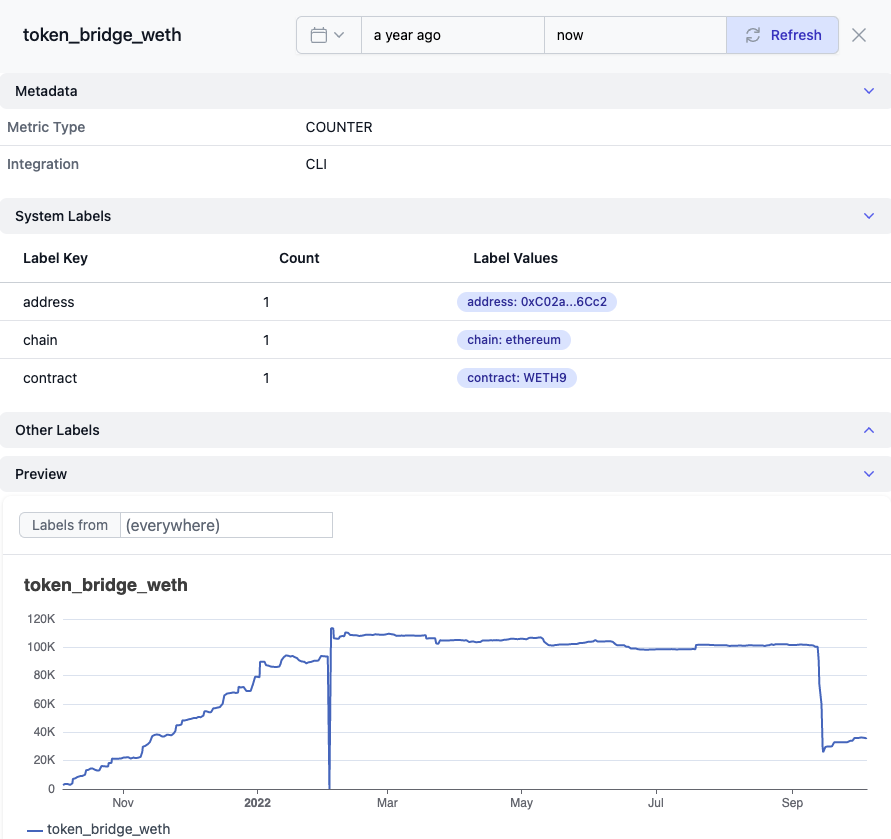 token_bridge_weth
a year ago
now
Refresh
Metadata
Metric Type COUNTER
Integration CLI
System Labels
Label Key Count Label Values
address 1 address: 0xC02a...6Cc2
chain 1 chain: ethereum
contract 1 contract: WETH9
Other Labels
Preview
Labels from (everywhere)
token_bridge_weth
120K
100K
80K
60K
40K
20K
0
Nov 2022 Mar May Jul Sep
token_bridge_weth